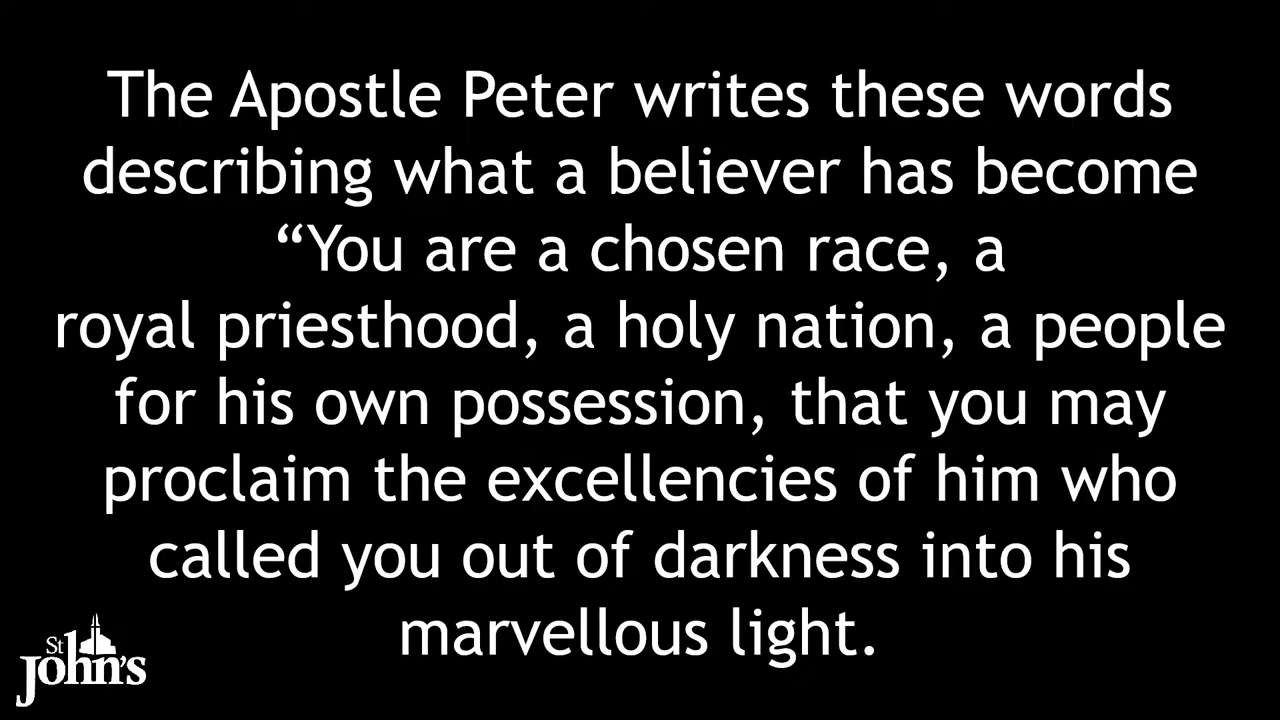 The Apostle Peter writes these words
describing what a believer has become
“You are a chosen race, a
royal priesthood, a holy nation, a people
for his own possession, that you may
proclaim the excellencies of him who
called you out of darkness into his
marvellous light.
St
John's